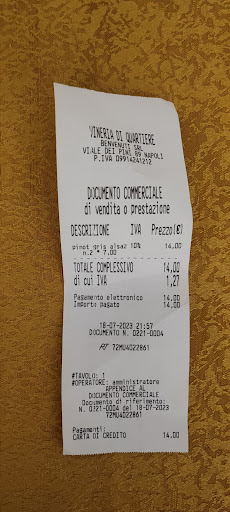 VINERIA DI QUARTIERE
BENVENUTI SRL
VIALE DEI PINI 89 NAPOLI
P.IVA 09914241212
DOCUMENTO COMMERCIALE
di vendita o prestazione
DESCRIZIONE IVA Prezzo(€)
pinot gris alsaz 10% 14,00
n.2 * 7,00
TOTALE COMPLESSIVO 14,00
di cui IVA 1,27
Pagamento elettronico 14,00
Importo pagato 14,00
18-07-2023 21:57
DOCUMENTO N. 0221-0004
RT 72MU4022861
#TAVOLO: 1
#OPERATORE: amministratore
APPENDICE AL
DOCUMENTO COMMERCIALE
Documento di riferimento:
N. 0221-0004 del 18-07-2023
72MU4022861
Pagamenti:
CARTA DI CREDITO 14,00